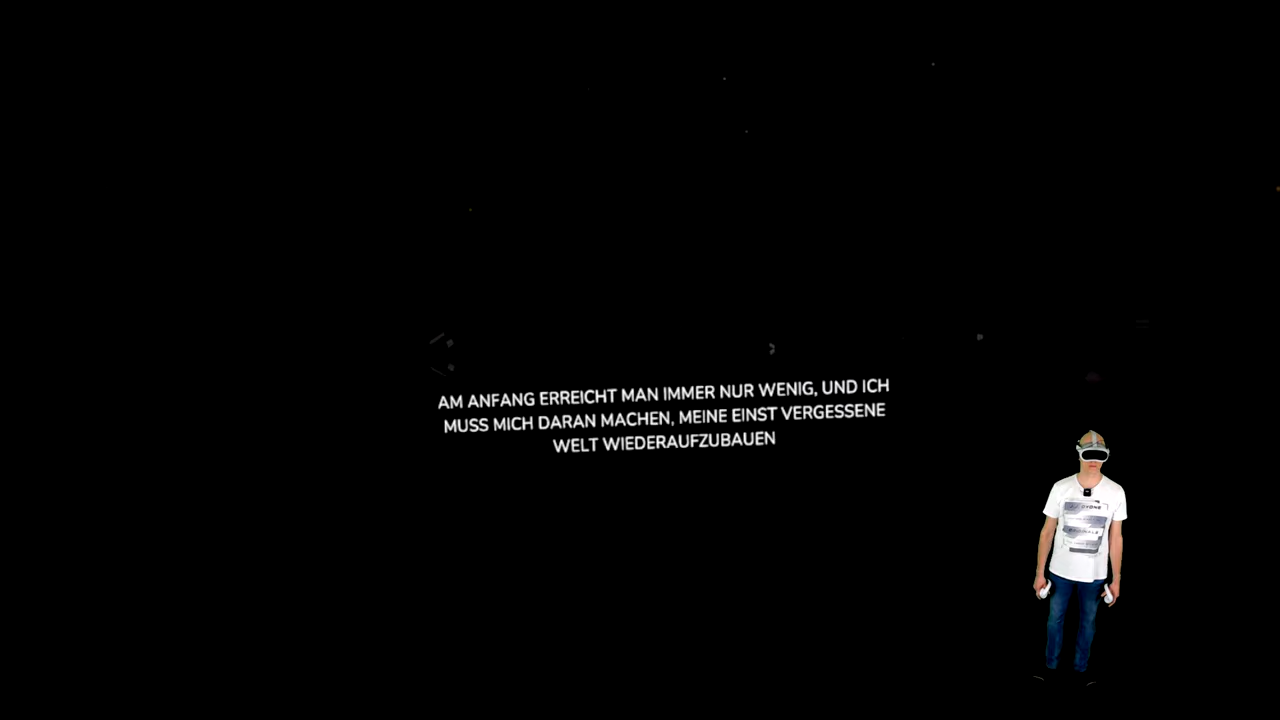 AM ANFANG ERREICHT MAN IMMER NUR WENIG, UND ICH
MUSS MICH DARAN MACHEN, MEINE EINST VERGESSENE
WELT WIEDERAUFZUBAUEN